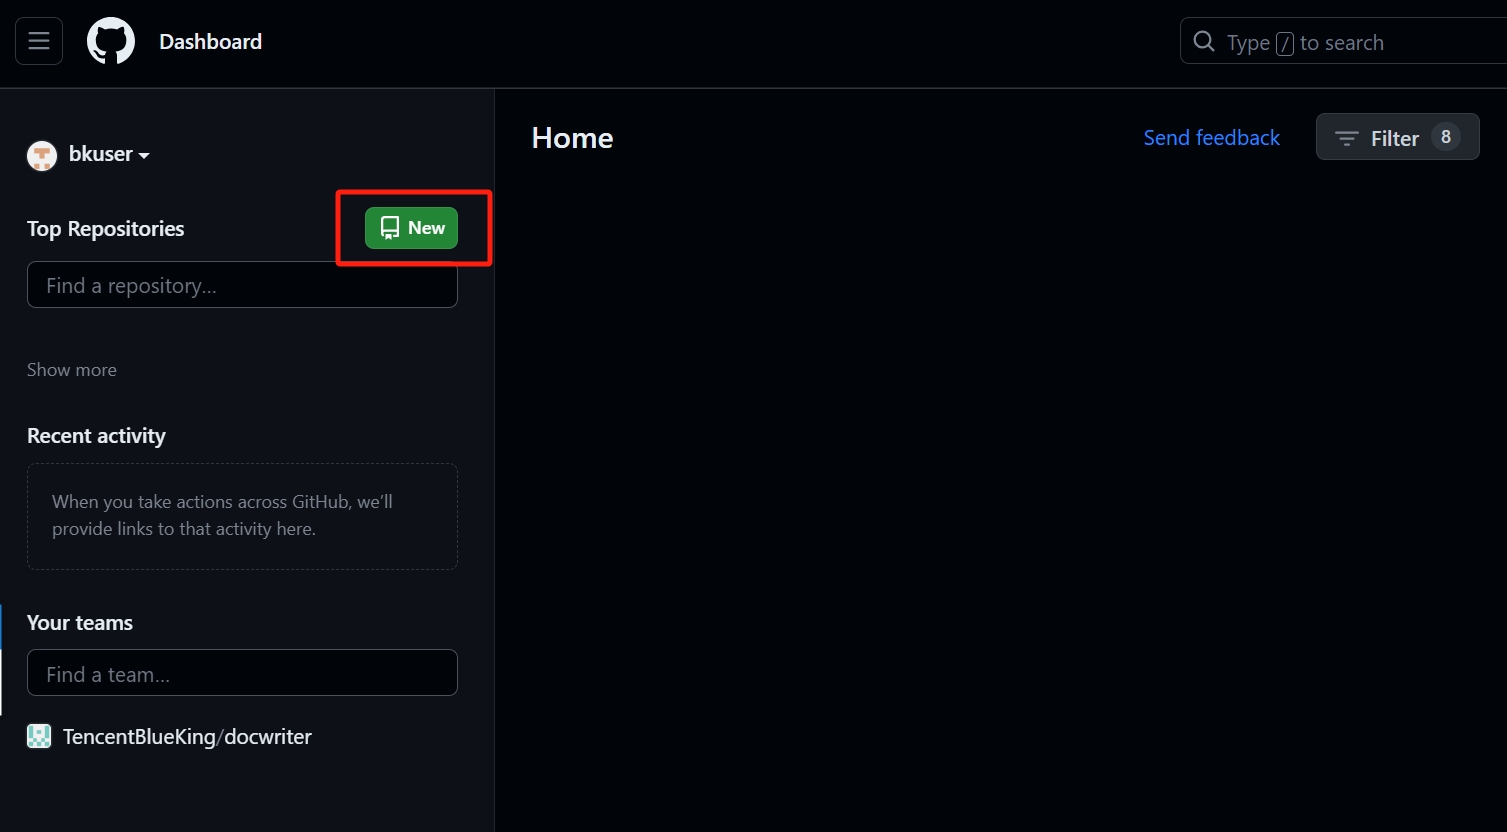 Dashboard
Type / to search
bkuser
Top Repositories
New
Find a repository…
Show more
Recent activity
When you take actions across GitHub, we’ll
provide links to that activity here.
Your teams
Find a team…
TencentBlueKing/docwriter
Home
Send feedback
Filter 8